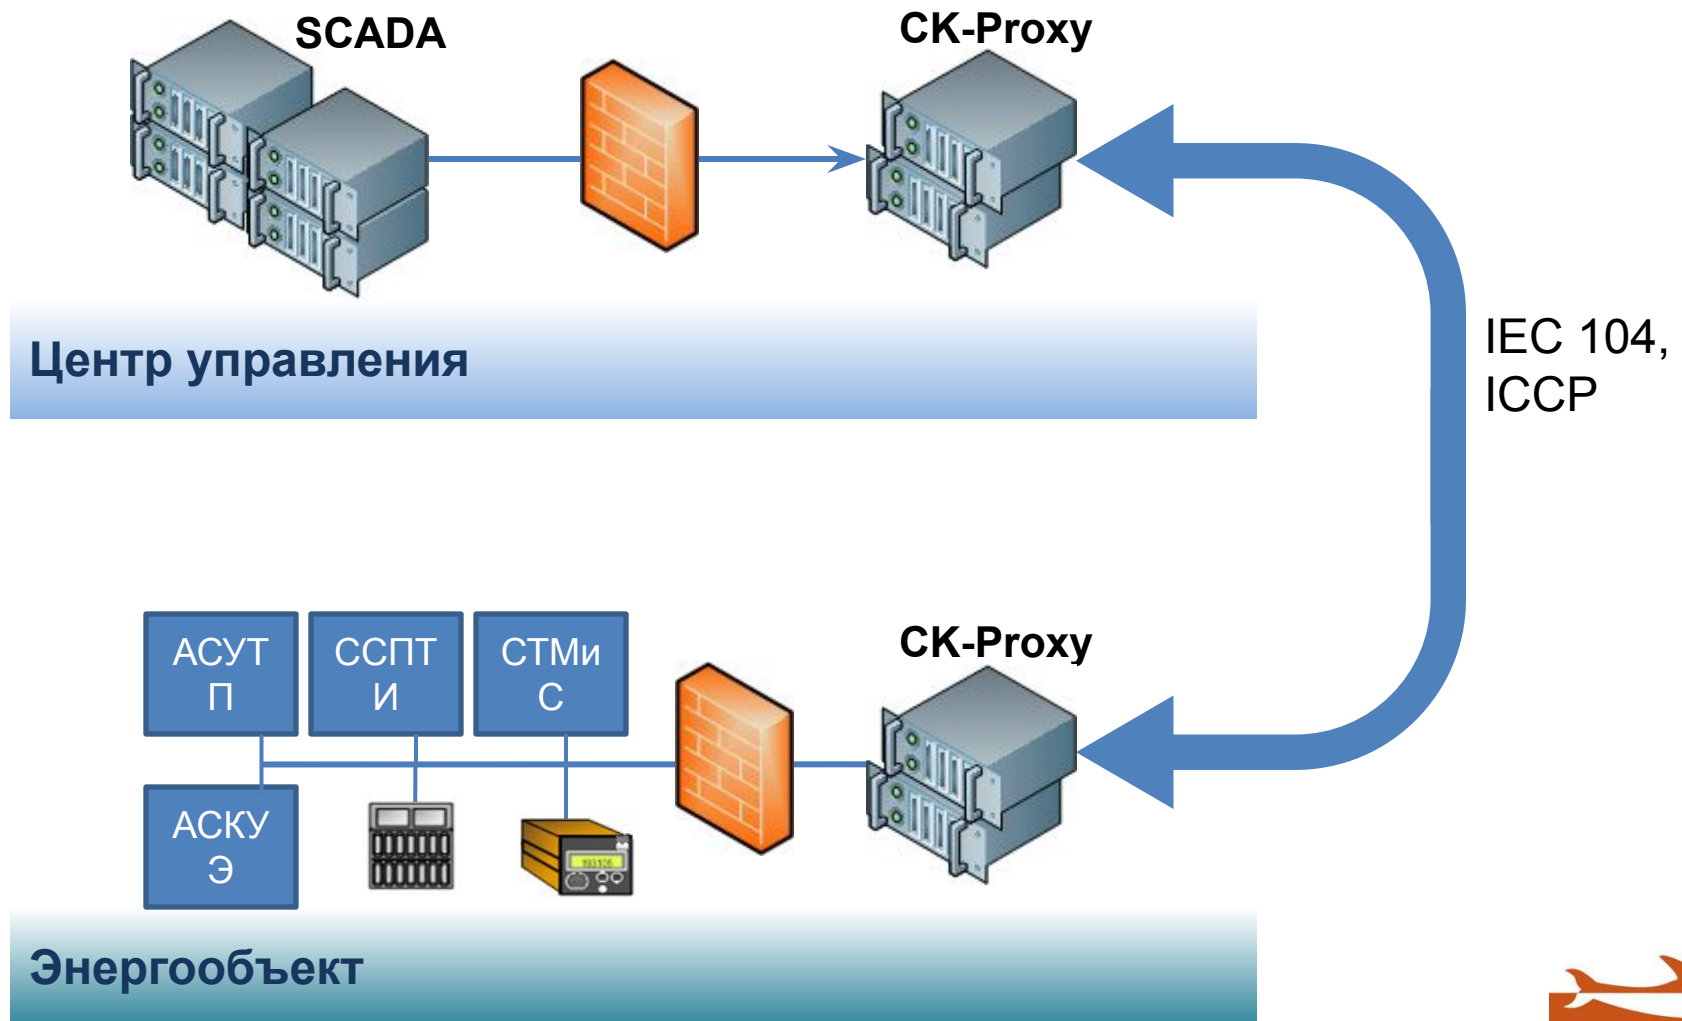 SCADA
CK-Proxy
Центр управления
IEC 104,
ICCP
АСУТ
П
ССПТ
И
СТМи
С
CK-Proxy
АСКУ
Э
Энергообъект